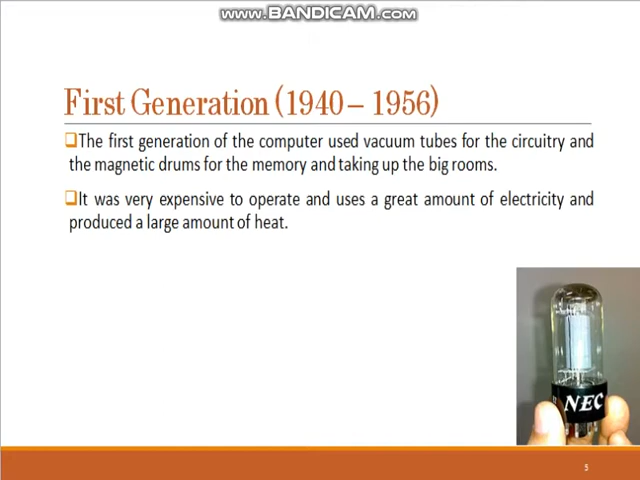 www.BANDICAM.com
First Generation (1940 – 1956)
The first generation of the computer used vacuum tubes for the circuitry and
the magnetic drums for the memory and taking up the big rooms.
It was very expensive to operate and uses a great amount of electricity and
produced a large amount of heat.
NEC
5